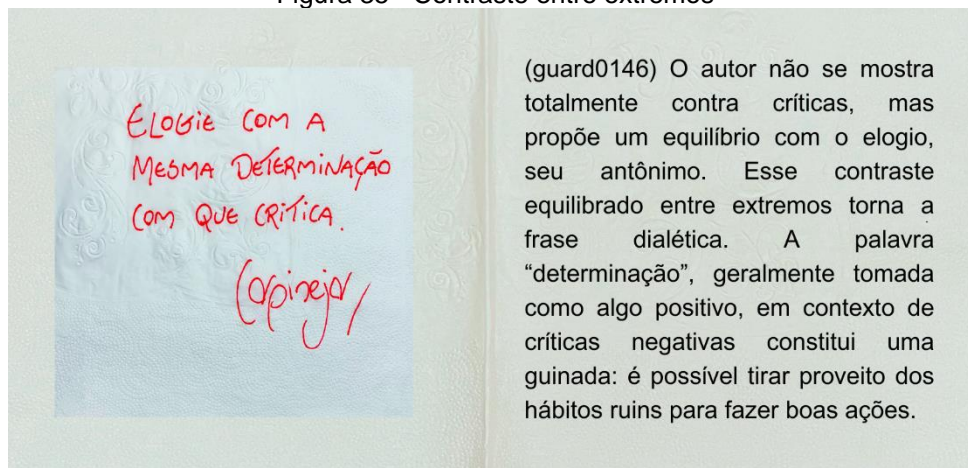 Figura 38 - Contraste entre extremos
ELOGIE COM A
MESMA DETERMINAÇÃO
COM QUE CRITICA.
Carpinejar
(guard0146) O autor não se mostra
totalmente contra críticas, mas
propõe um equilíbrio com o elogio,
seu antônimo. Esse contraste
equilibrado entre extremos torna a
frase dialética. A palavra
“determinação”, geralmente tomada
como algo positivo, em contexto de
críticas negativas constitui uma
guinada: é possível tirar proveito dos
hábitos ruins para fazer boas ações.